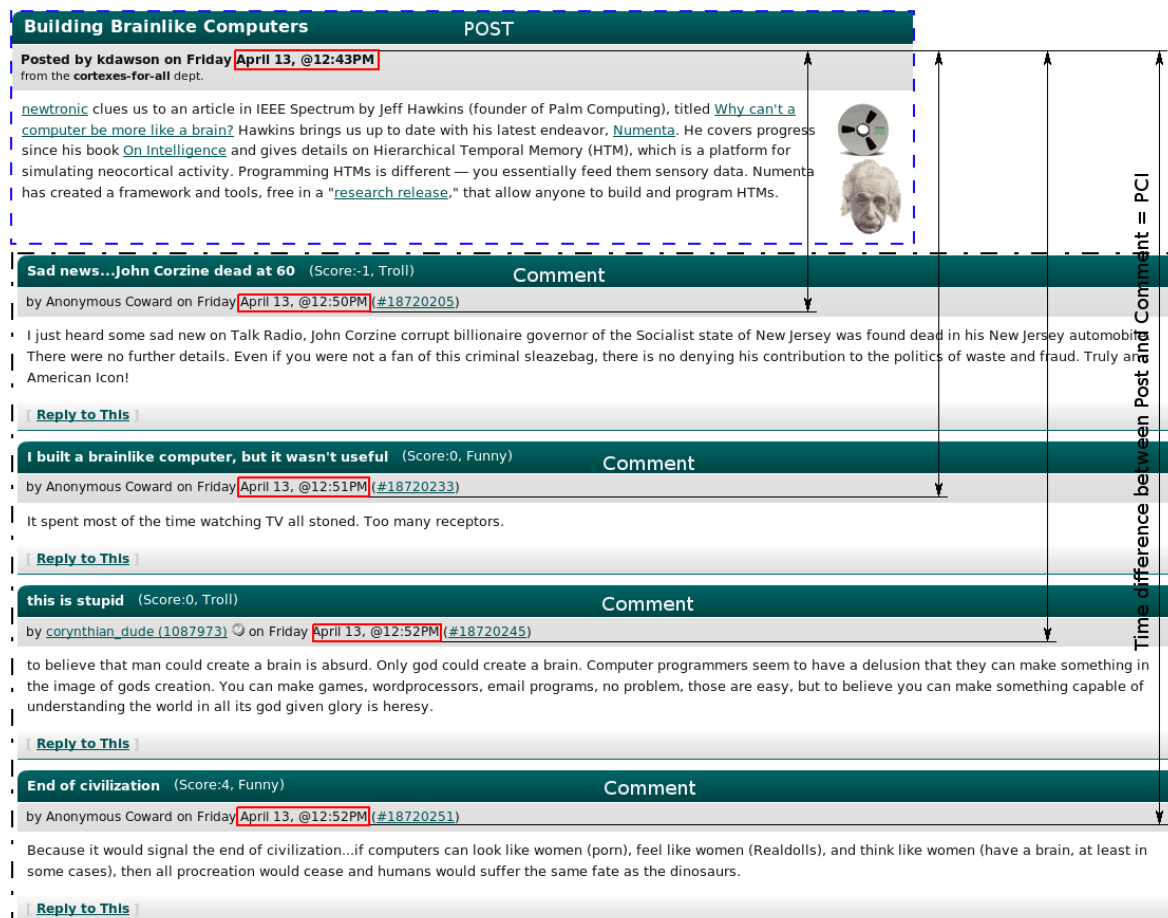 Building Brainlike Computers POST
Posted by kdawson on Friday April 13, @12:43PM
from the cortexes-for-all dept.
newtronic clues us to an article in IEEE Spectrum by Jeff Hawkins (founder of Palm Computing), titled Why can't a
computer be more like a brain? Hawkins brings us up to date with his latest endeavor, Numenta. He covers progress
since his book On Intelligence and gives details on Hierarchical Temporal Memory (HTM), which is a platform for
simulating neocortical activity. Programming HTMs is different — you essentially feed them sensory data. Numenta
has created a framework and tools, free in a "research release," that allow anyone to build and program HTMs.
Time difference between Post and Comment = PCI
Sad news...John Corzine dead at 60 (Score:-1, Troll) Comment
by Anonymous Coward on Friday April 13, @12:50PM (#18720205)
I just heard some sad new on Talk Radio, John Corzine corrupt billionaire governor of the Socialist state of New Jersey was found dead in his New Jersey automobile.
There were no further details. Even if you were not a fan of this criminal sleazebag, there is no denying his contribution to the politics of waste and fraud. Truly an
American Icon!
[ Reply to This ]
I built a brainlike computer, but it wasn't useful (Score:0, Funny) Comment
by Anonymous Coward on Friday April 13, @12:51PM (#18720233)
It spent most of the time watching TV all stoned. Too many receptors.
[ Reply to This ]
this is stupid (Score:0, Troll) Comment
by corynthian_dude (1087973) on Friday April 13, @12:52PM (#18720245)
to believe that man could create a brain is absurd. Only god could create a brain. Computer programmers seem to have a delusion that they can make something in
the image of gods creation. You can make games, wordprocessors, email programs, no problem, those are easy, but to believe you can make something capable of
understanding the world in all its god given glory is heresy.
[ Reply to This ]
End of civilization (Score:4, Funny) Comment
by Anonymous Coward on Friday April 13, @12:52PM (#18720251)
Because it would signal the end of civilization...if computers can look like women (porn), feel like women (Realdolls), and think like women (have a brain, at least in
some cases), then all procreation would cease and humans would suffer the same fate as the dinosaurs.
[ Reply to This ]